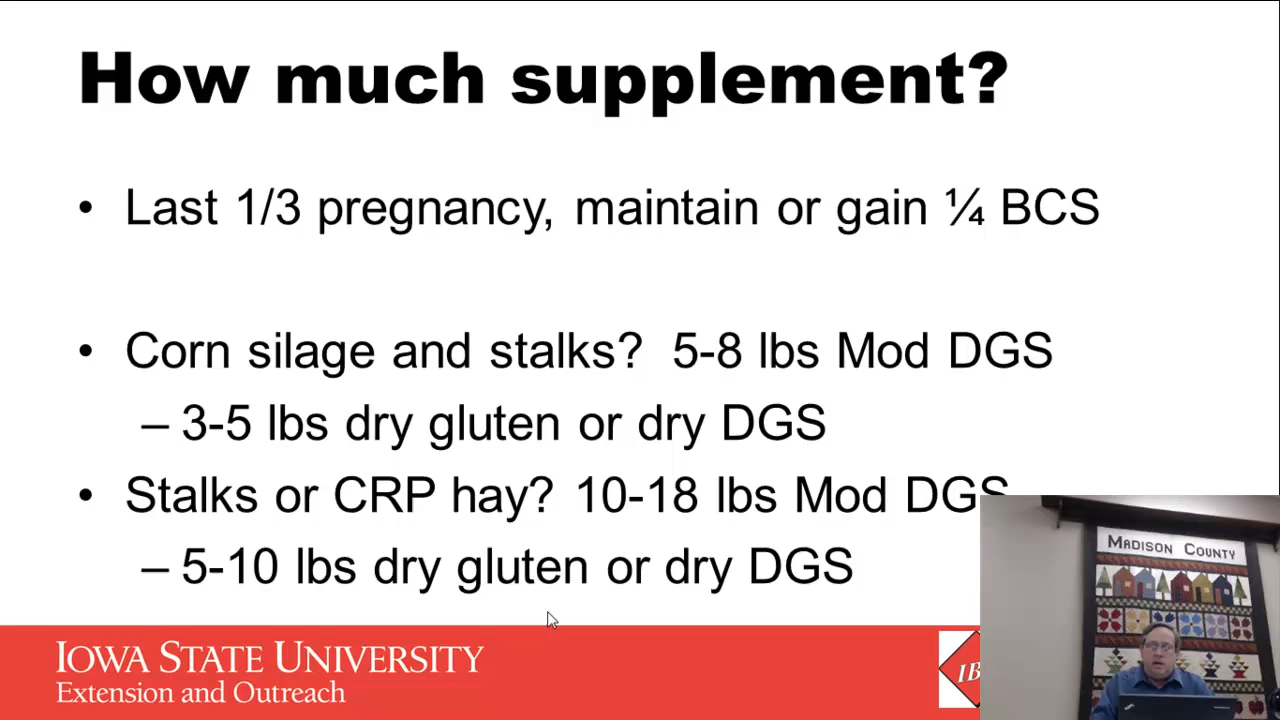 How much supplement?
• Last 1/3 pregnancy, maintain or gain ¼ BCS
• Corn silage and stalks? 5-8 lbs Mod DGS
– 3-5 lbs dry gluten or dry DGS
• Stalks or CRP hay? 10-18 lbs Mod DGS
– 5-10 lbs dry gluten or dry DGS
MADISON COUNTY
IOWA STATE UNIVERSITY
Extension and Outreach
IB